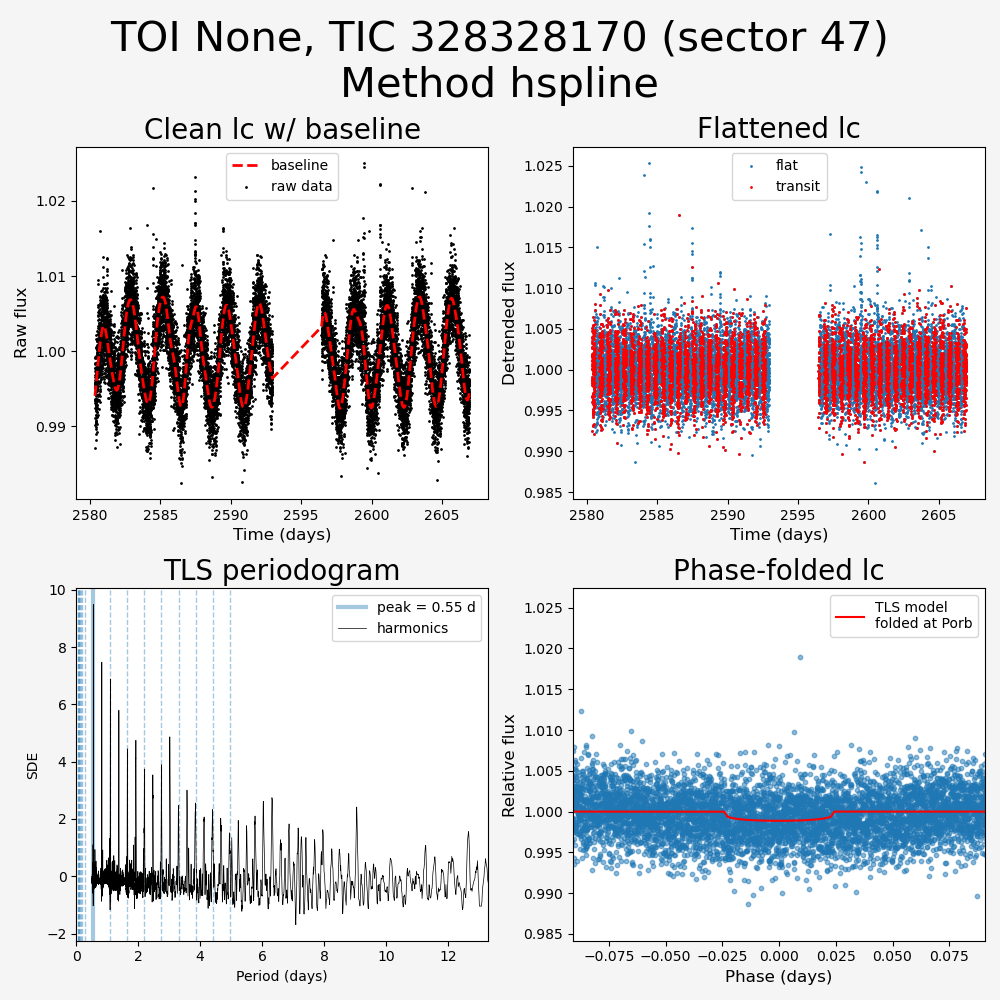 TOI None, TIC 328328170 (sector 47)
Method hspline
Clean lc w/ baseline
baseline
raw data
1.02
1.01
1.00
0.99
Raw flux
2580
2585
2590
2595
2600
2605
Time (days)
Flattened lc
flat
transit
1.025
1.020
1.015
1.010
1.005
1.000
0.995
0.990
0.985
Detrended flux
2580
2585
2590
2595
2600
2605
Time (days)
TLS periodogram
peak = 0.55 d
harmonics
10
8
6
4
2
0
−2
SDE
0
2
4
6
8
10
12
Period (days)
Phase-folded lc
TLS model
folded at Porb
1.025
1.020
1.015
1.010
1.005
1.000
0.995
0.990
0.985
Relative flux
−0.075
−0.050
−0.025
0.000
0.025
0.050
0.075
Phase (days)